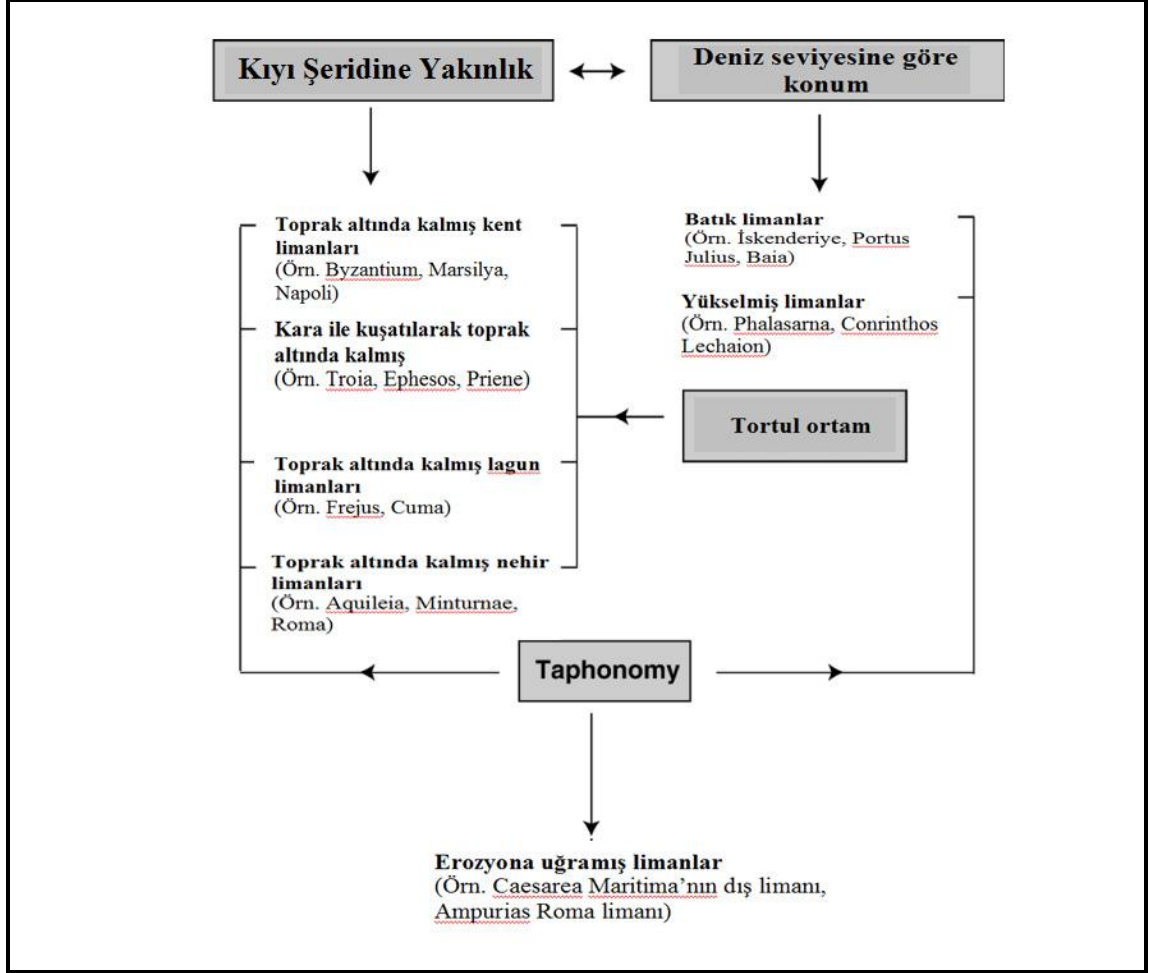 Kıyı Şeridine Yakınlık
Deniz seviyesine göre
konum
Toprak altında kalmış kent
limanları
(Örn. Byzantium, Marsilya,
Napoli)
Kara ile kuşatılarak toprak
altında kalmış
(Örn. Troia, Ephesos, Priene)
Toprak altında kalmış lagun
limanları
(Örn. Frejus, Cuma)
Toprak altında kalmış nehir
limanları
(Örn. Aquileia, Minturnae,
Roma)
Batık limanlar
(Örn. İskenderiye, Portus
Julius, Baia)
Yükselmiş limanlar
(Örn. Phalasarna, Conrinthos
Lechaion)
Tortul ortam
Taphonomy
Erozyona uğramış limanlar
(Örn. Caesarea Maritima’nın dış limanı,
Ampurias Roma limanı)